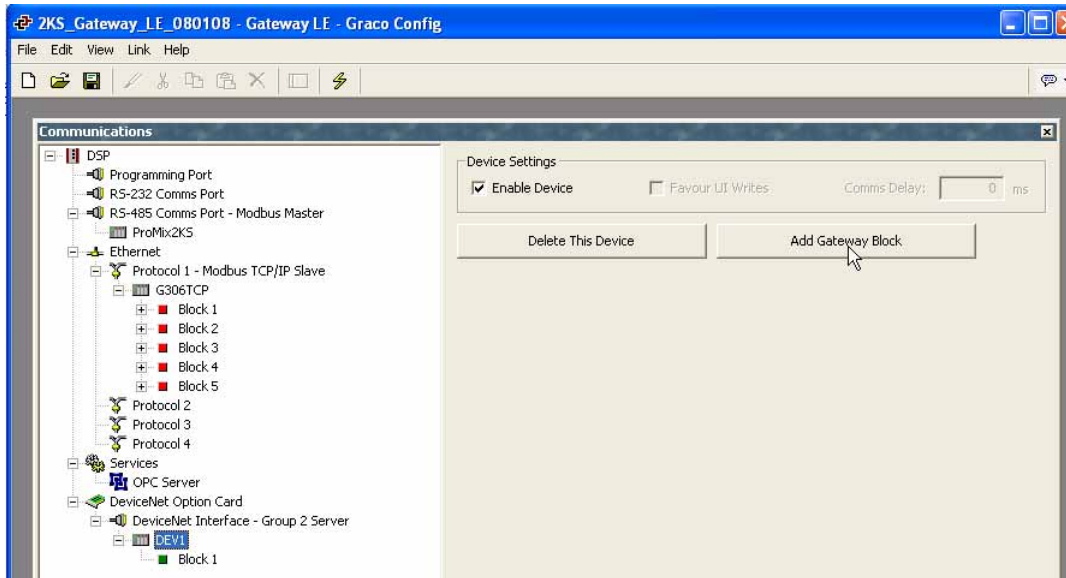 2KS_Gateway_LE_080108 - Gateway LE - Graco Config
File Edit View Link Help
Communications
DSP
Programming Port
RS-232 Comms Port
RS-485 Comms Port - Modbus Master
ProMix2KS
Ethernet
Protocol 1 - Modbus TCP/IP Slave
G306TCP
Block 1
Block 2
Block 3
Block 4
Block 5
Protocol 2
Protocol 3
Protocol 4
Services
OPC Server
DeviceNet Option Card
DeviceNet Interface - Group 2 Server
DEV1
Block 1
Device Settings
Enable Device Favour UI Writes Comms Delay: 0 ms
Delete This Device Add Gateway Block